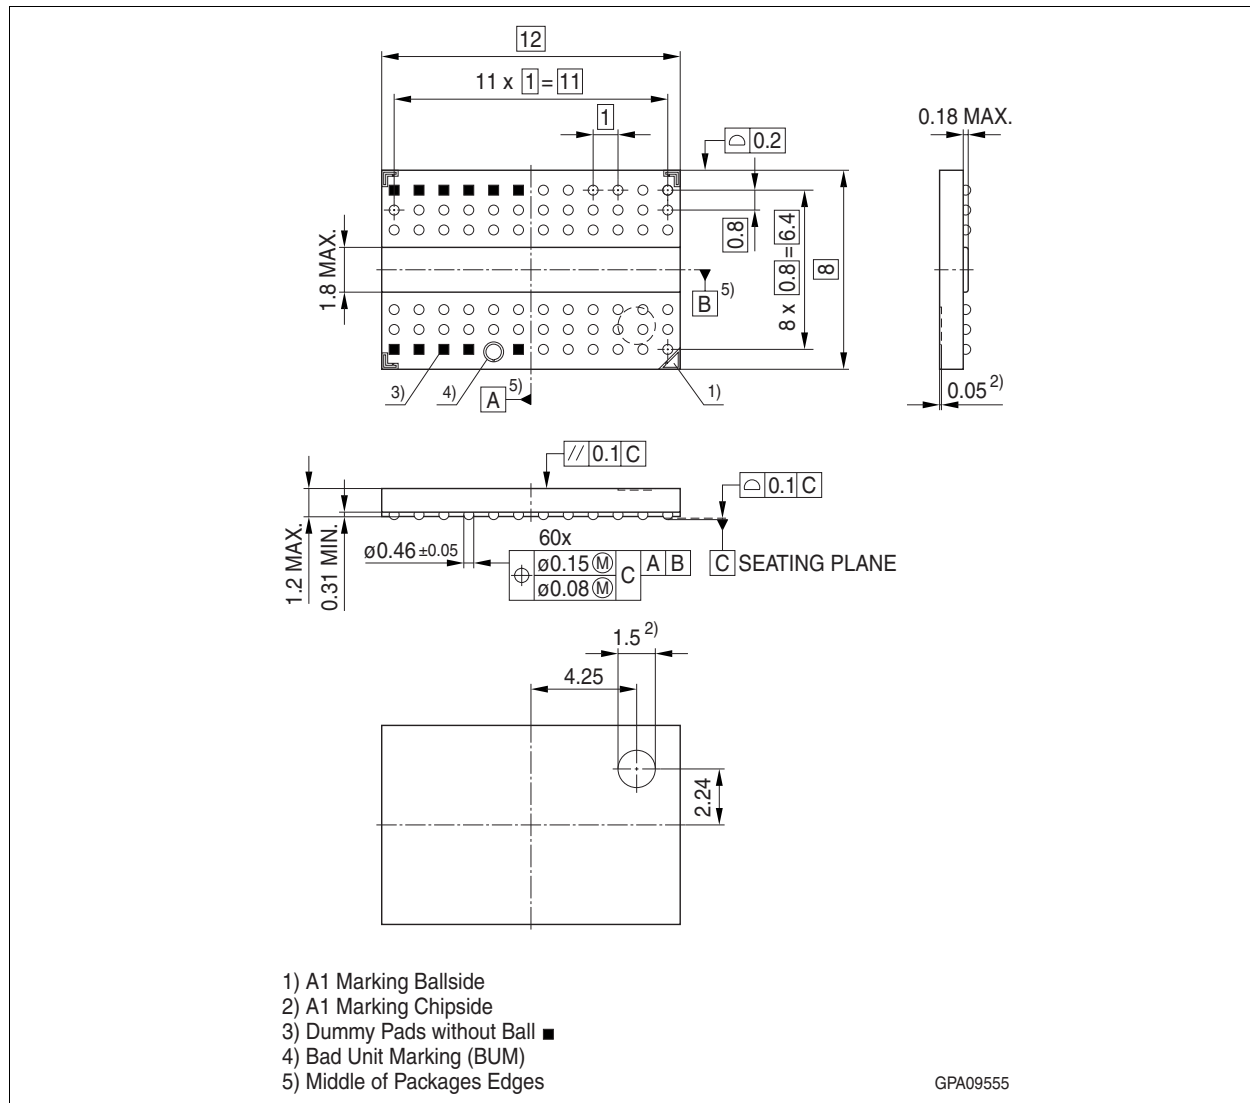 12
11 x 1 = 11
1
0.18 MAX.
⌓ 0.2
1.8 MAX.
0.8
8 x 0.8 = 6.4
8
B 5)
3)
4)
A 5)
1)
0.05 2)
// 0.1 C
⌓ 0.1 C
1.2 MAX.
0.31 MIN.
ø0.46 ±0.05
60x
⌖ ø0.15 Ⓜ C A B
ø0.08 Ⓜ
C SEATING PLANE
1.5 2)
4.25
2.24
1) A1 Marking Ballside
2) A1 Marking Chipside
3) Dummy Pads without Ball ■
4) Bad Unit Marking (BUM)
5) Middle of Packages Edges
GPA09555